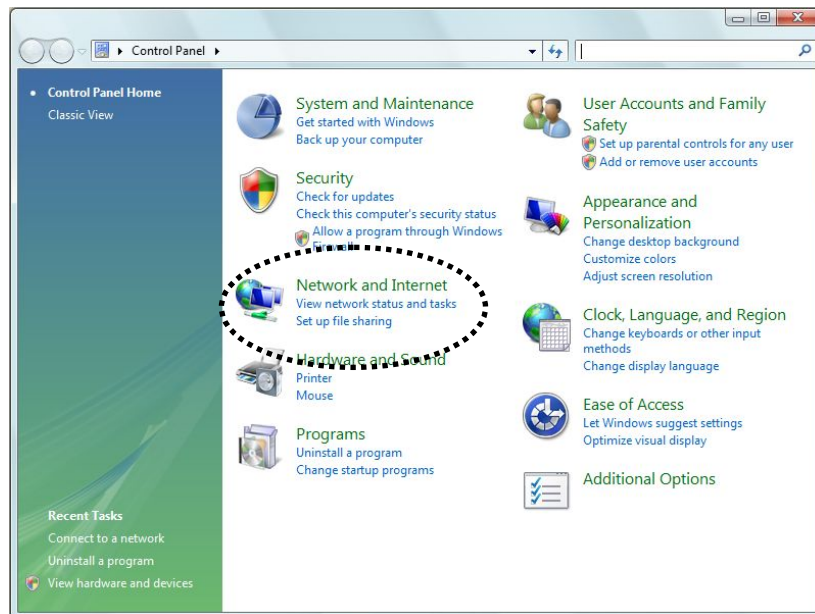 Control Panel
Control Panel Home
Classic View
System and Maintenance
Get started with Windows
Back up your computer
Security
Check for updates
Check this computer's security status
Allow a program through Windows
Firewall
Network and Internet
View network status and tasks
Set up file sharing
Hardware and Sound
Printer
Mouse
Programs
Uninstall a program
Change startup programs
User Accounts and Family
Safety
Set up parental controls for any user
Add or remove user accounts
Appearance and
Personalization
Change desktop background
Customize colors
Adjust screen resolution
Clock, Language, and Region
Change keyboards or other input
methods
Change display language
Ease of Access
Let Windows suggest settings
Optimize visual display
Additional Options
Recent Tasks
Connect to a network
Uninstall a program
View hardware and devices